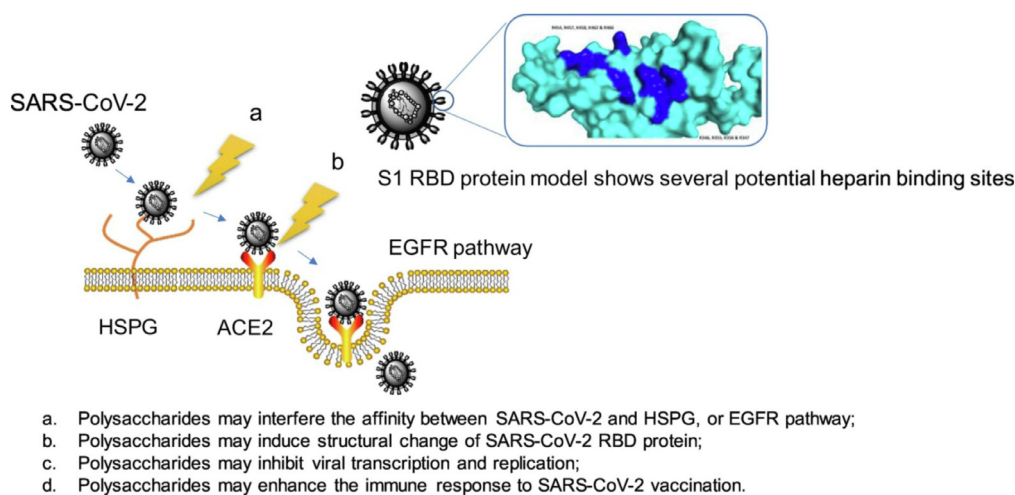 SARS-CoV-2
a
b
S1 RBD protein model shows several potential heparin binding sites
EGFR pathway
HSPG
ACE2
a. Polysaccharides may interfere the affinity between SARS-CoV-2 and HSPG, or EGFR pathway;
b. Polysaccharides may induce structural change of SARS-CoV-2 RBD protein;
c. Polysaccharides may inhibit viral transcription and replication;
d. Polysaccharides may enhance the immune response to SARS-CoV-2 vaccination.